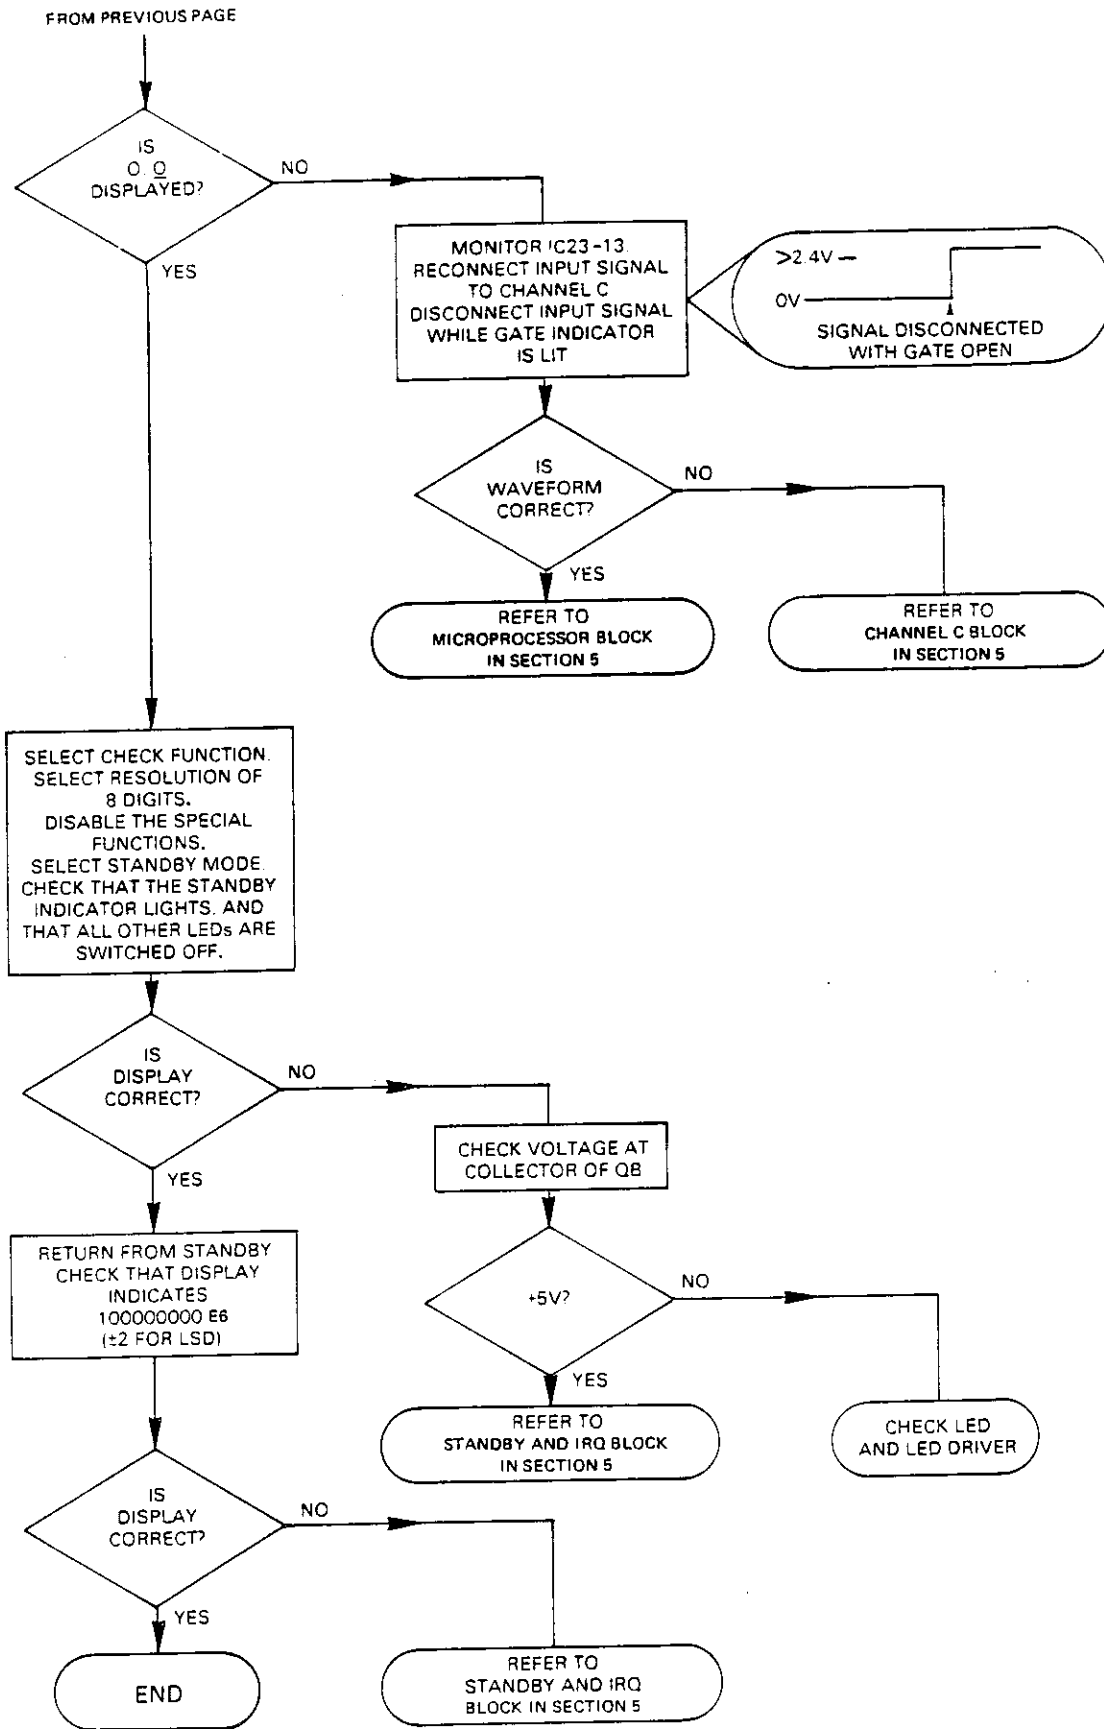 FROM PREVIOUS PAGE
IS
0. 0
DISPLAYED?
NO
YES
MONITOR IC23-13.
RECONNECT INPUT SIGNAL
TO CHANNEL C
DISCONNECT INPUT SIGNAL
WHILE GATE INDICATOR
IS LIT
>2.4V
0V
SIGNAL DISCONNECTED
WITH GATE OPEN
IS
WAVEFORM
CORRECT?
NO
YES
REFER TO
MICROPROCESSOR BLOCK
IN SECTION 5
REFER TO
CHANNEL C BLOCK
IN SECTION 5
SELECT CHECK FUNCTION.
SELECT RESOLUTION OF
8 DIGITS.
DISABLE THE SPECIAL
FUNCTIONS.
SELECT STANDBY MODE.
CHECK THAT THE STANDBY
INDICATOR LIGHTS. AND
THAT ALL OTHER LEDs ARE
SWITCHED OFF.
IS
DISPLAY
CORRECT?
NO
YES
CHECK VOLTAGE AT
COLLECTOR OF Q8
RETURN FROM STANDBY
CHECK THAT DISPLAY
INDICATES
100000000 E6
(±2 FOR LSD)
+5V?
NO
YES
REFER TO
STANDBY AND IRQ BLOCK
IN SECTION 5
CHECK LED
AND LED DRIVER
IS
DISPLAY
CORRECT?
NO
YES
END
REFER TO
STANDBY AND IRQ
BLOCK IN SECTION 5